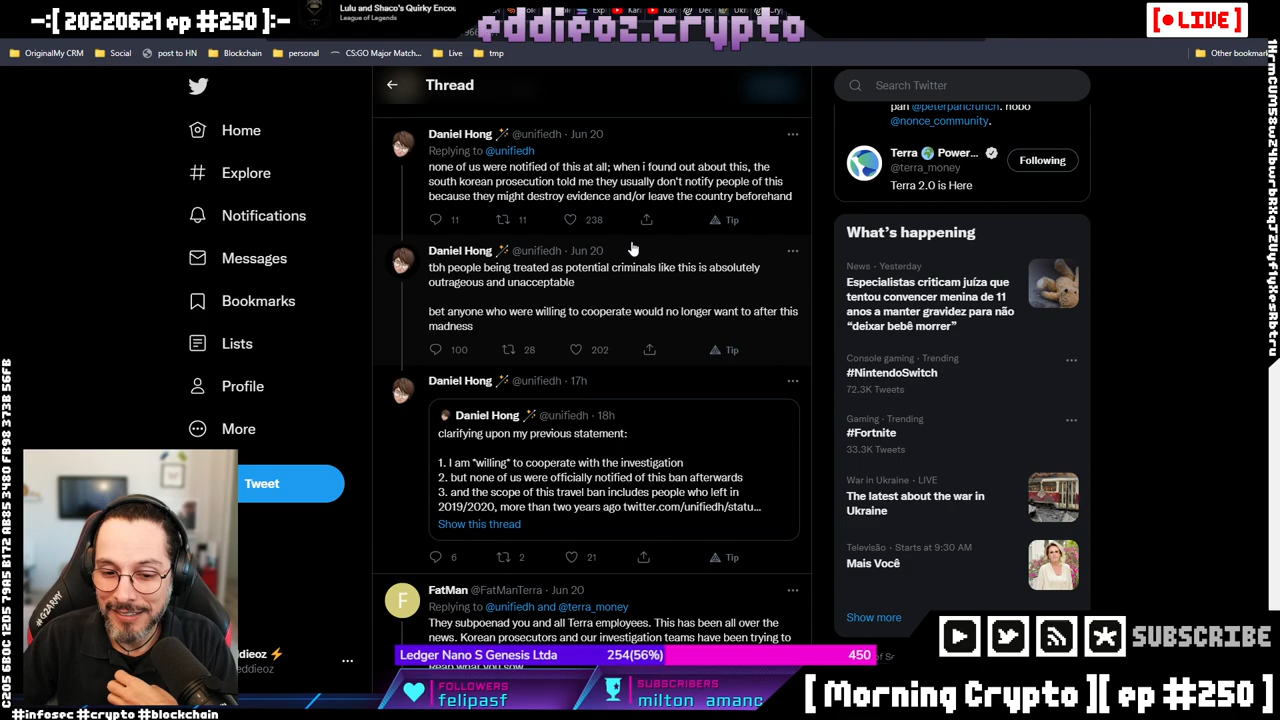 -:[ 20220621 ep #250 ]:-
Lulu and Shaco's Quirky Encou
League of Legends
eddieoz.crypto
[● LIVE]
OriginalMy CRM
Social
post to HN
Blockchain
personal
CS:GO Major Match...
Live
tmp
Other bookmar
Home
Explore
Notifications
Messages
Bookmarks
Lists
Profile
More
Tweet
ddieoz⚡
eddieoz
Thread
Daniel Hong @unifiedh · Jun 20
Replying to @unifiedh
none of us were notified of this at all; when i found out about this, the
south korean prosecution told me they usually don't notify people of this
because they might destroy evidence and/or leave the country beforehand
11 11 238 Tip
Daniel Hong @unifiedh · Jun 20
tbh people being treated as potential criminals like this is absolutely
outrageous and unacceptable
bet anyone who were willing to cooperate would no longer want to after this
madness
100 28 202 Tip
Daniel Hong @unifiedh · 17h
Daniel Hong @unifiedh · 18h
clarifying upon my previous statement:
1. I am *willing* to cooperate with the investigation
2. but none of us were officially notified of this ban afterwards
3. and the scope of this travel ban includes people who left in
2019/2020, more than two years ago twitter.com/unifiedh/statu...
Show this thread
6 2 21 Tip
F
FatMan @FatManTerra · Jun 20
Replying to @unifiedh and @terra_money
They subpoenad you and all Terra employees. This has been all over the
news. Korean prosecutors and our investigation teams have been trying to
Search Twitter
pan @peterpancrunch. nobo
@nonce_community.
Terra Power...
@terra_money
Following
Terra 2.0 is Here
What's happening
News · Yesterday
Especialistas criticam juíza que
tentou convencer menina de 11
anos a manter gravidez para não
"deixar bebê morrer"
Console gaming · Trending
#NintendoSwitch
72.3K Tweets
Gaming · Trending
#Fortnite
33.3K Tweets
War in Ukraine · LIVE
The latest about the war in
Ukraine
Televisão · Starts at 9:30 AM
Mais Você
Show more
SUBSCRIBE
Ledger Nano S Genesis Ltda 254(56%) 450
FOLLOWERS
felipasf
SUBSCRIBERS
milton amanc
[ Morning Crypto ][ ep #250 ]
#infosec #crypto #blockchain
#G2ARMY